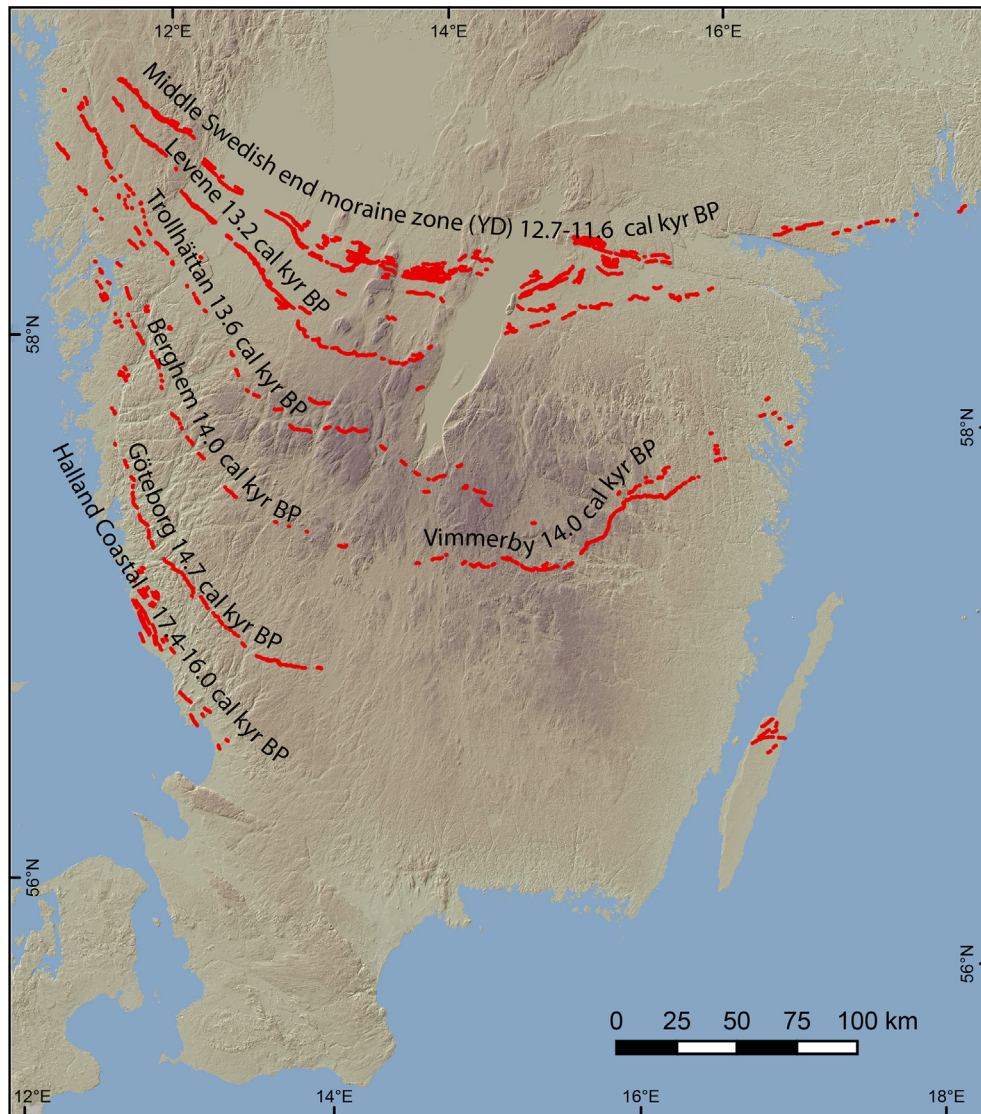 12°E 14°E 16°E
Middle Swedish end moraine zone (YD) 12.7-11.6 cal kyr BP
Levene 13.2 cal kyr BP
Trollhättan 13.6 cal kyr BP
58°N
Berghem 14.0 cal kyr BP
58°N
Göteborg 14.7 cal kyr BP
Halland Coastal 17.4-16.0 cal kyr BP
Vimmerby 14.0 cal kyr BP
56°N
56°N
0 25 50 75 100 km
12°E 14°E 16°E 18°E